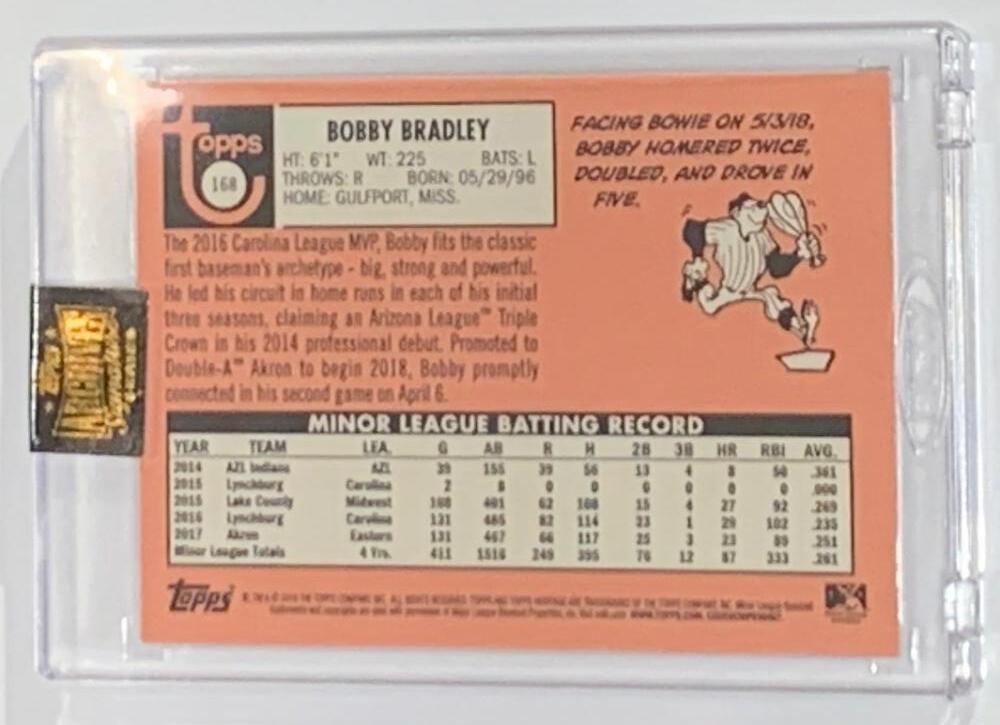 topps
168
BOBBY BRADLEY
HT: 6'1" WT: 225 BATS: L
THROWS: R BORN: 05/29/96
HOME: GULFPORT, MISS.
FACING BOWIE ON 5/3/18,
BOBBY HOMERED TWICE,
DOUBLED, AND DROVE IN
FIVE.
The 2016 Carolina League MVP, Bobby fits the classic
first baseman's archetype - big, strong and powerful.
He led his circuit in home runs in each of his initial
three seasons, claiming an Arizona League™ Triple
Crown in his 2014 professional debut. Promoted to
Double-A™ Akron to begin 2018, Bobby promptly
connected in his second game on April 6.
MINOR LEAGUE BATTING RECORD
YEAR TEAM LEA. G AB R H 2B 3B HR RBI AVG.
2014 AZL Indians AZL 39 155 39 56 13 4 8 50 .361
2015 Lynchburg Carolina 2 8 0 0 0 0 0 0 .000
2015 Lake County Midwest 108 401 62 108 15 4 27 92 .269
2016 Lynchburg Carolina 131 485 82 114 23 1 29 102 .235
2017 Akron Eastern 131 467 66 117 25 3 23 89 .251
Minor League Totals 4 Yrs. 411 1516 249 395 76 12 87 333 .261
topps
ARCHIVES